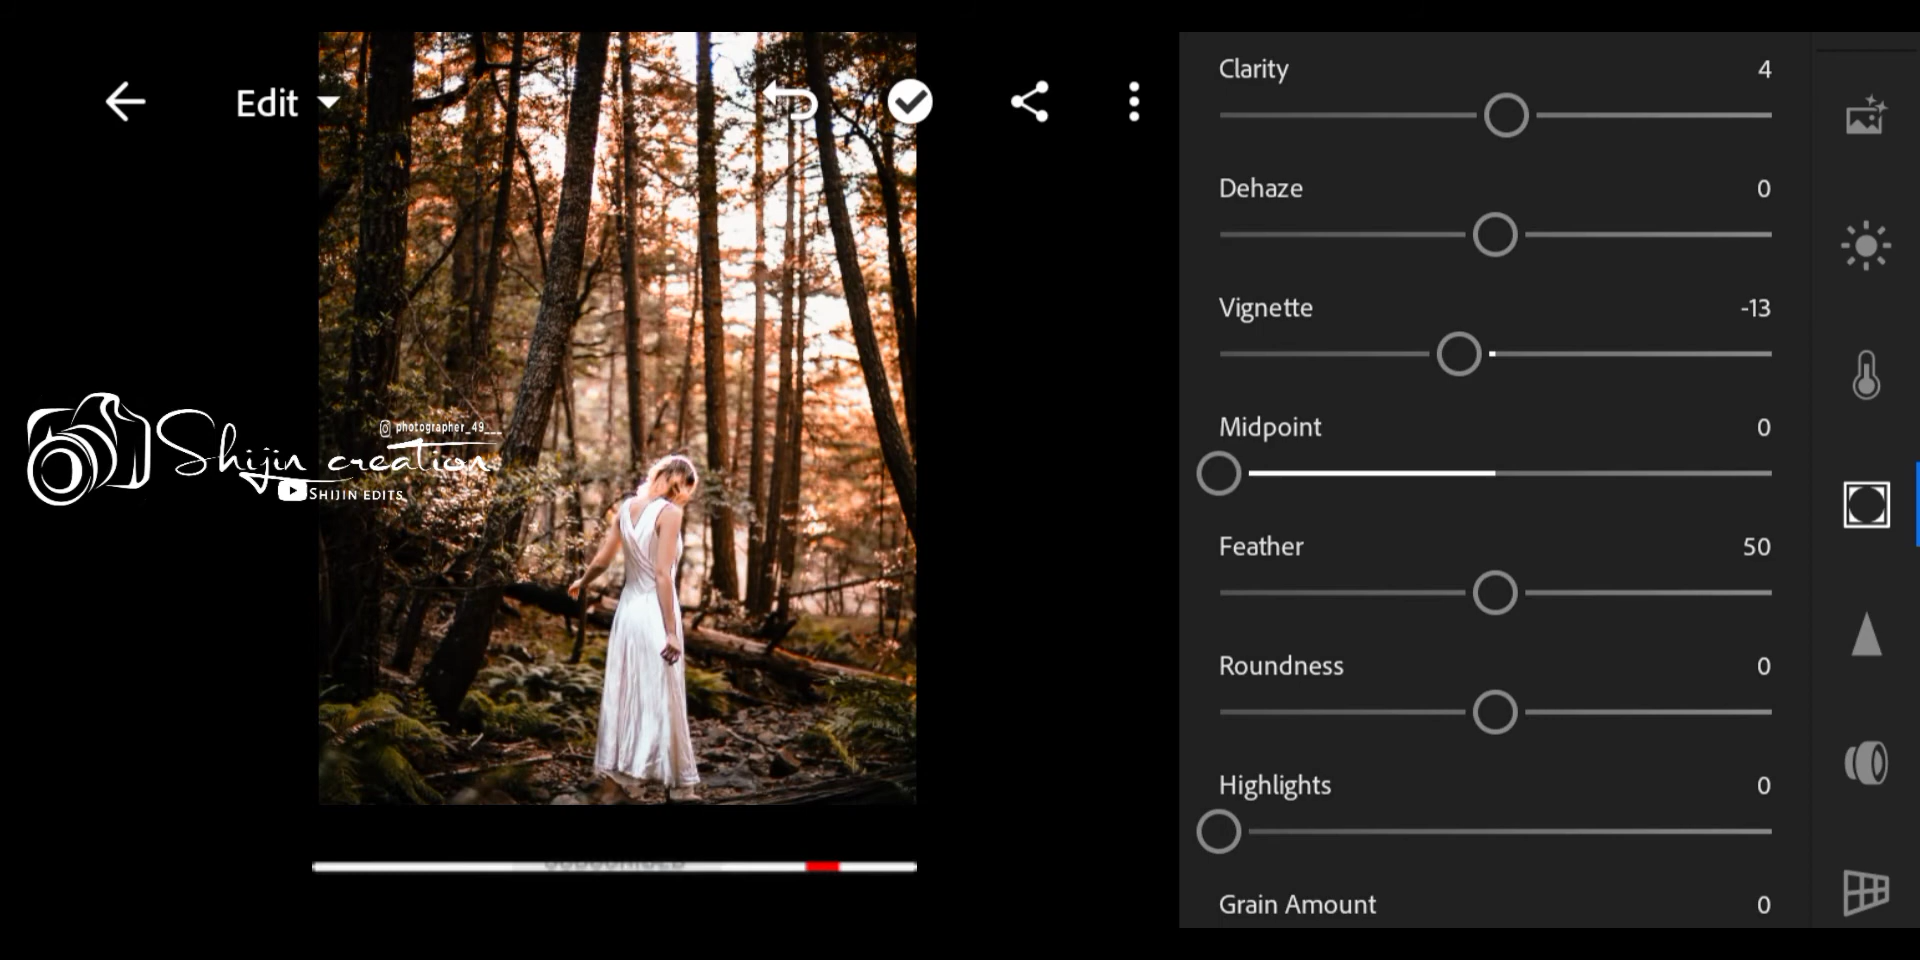 Edit
photographer_49___
Shijin creation
SHIJIN EDITS
Clarity 4
Dehaze 0
Vignette -13
Midpoint 0
Feather 50
Roundness 0
Highlights 0
Grain Amount 0